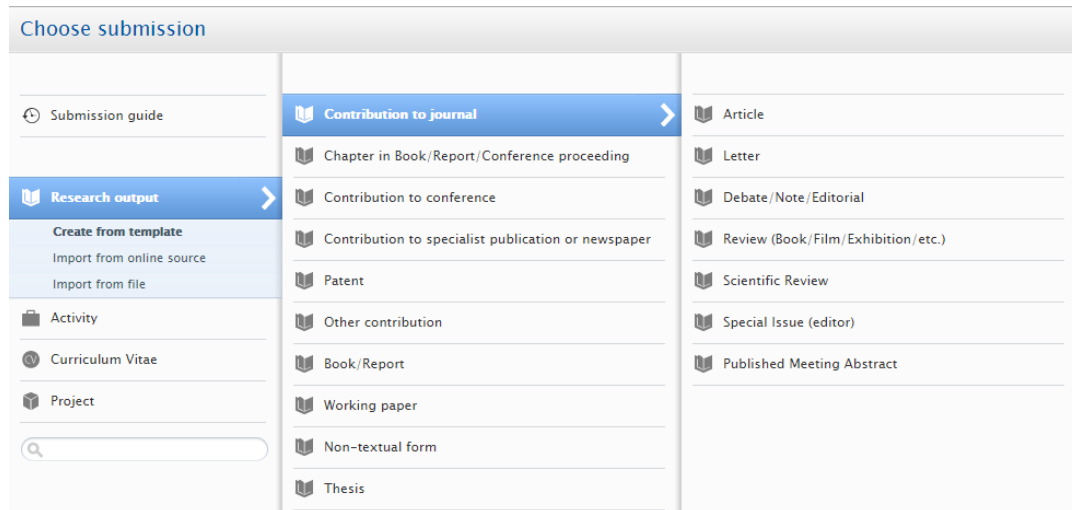 Choose submission
Submission guide
Research output
Create from template
Import from online source
Import from file
Activity
CV Curriculum Vitae
Project
Contribution to journal
Chapter in Book/Report/Conference proceeding
Contribution to conference
Contribution to specialist publication or newspaper
Patent
Other contribution
Book/Report
Working paper
Non-textual form
Thesis
Article
Letter
Debate/Note/Editorial
Review (Book/Film/Exhibition/etc.)
Scientific Review
Special Issue (editor)
Published Meeting Abstract